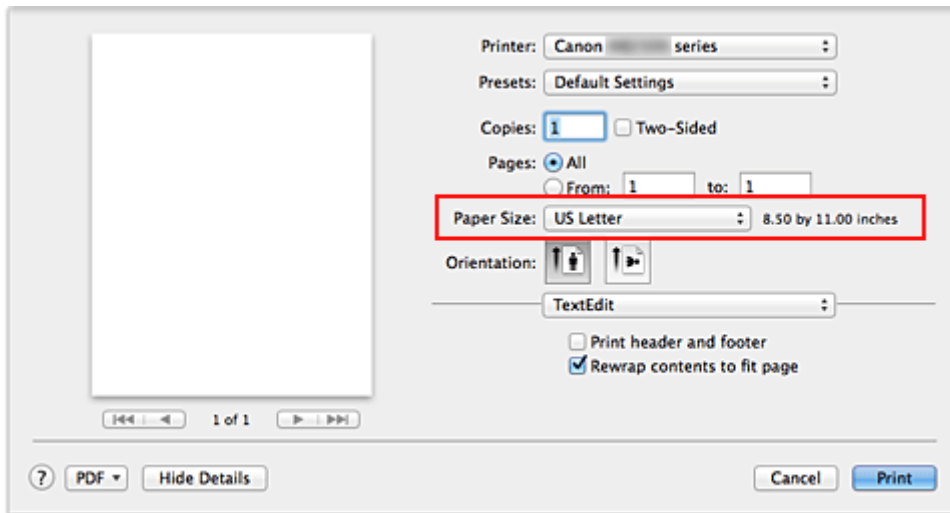 Printer: Canon series
Presets: Default Settings
Copies: 1 Two-Sided
Pages: All
From: 1 to: 1
Paper Size: US Letter 8.50 by 11.00 inches
Orientation:
TextEdit
Print header and footer
Rewrap contents to fit page
1 of 1
? PDF Hide Details Cancel Print